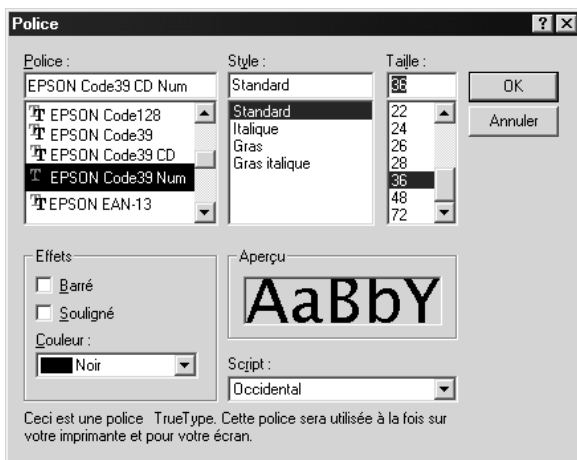 Police
Police :
EPSON Code39 CD Num
EPSON Code128
EPSON Code39
EPSON Code39 CD
EPSON Code39 Num
EPSON EAN-13
Style :
Standard
Standard
Italique
Gras
Gras italique
Taille :
36
22
24
26
28
36
48
72
OK
Annuler
Effets
Barré
Souligné
Couleur :
Noir
Aperçu
AaBbY
Script :
Occidental
Ceci est une police TrueType. Cette police sera utilisée à la fois sur
votre imprimante et pour votre écran.